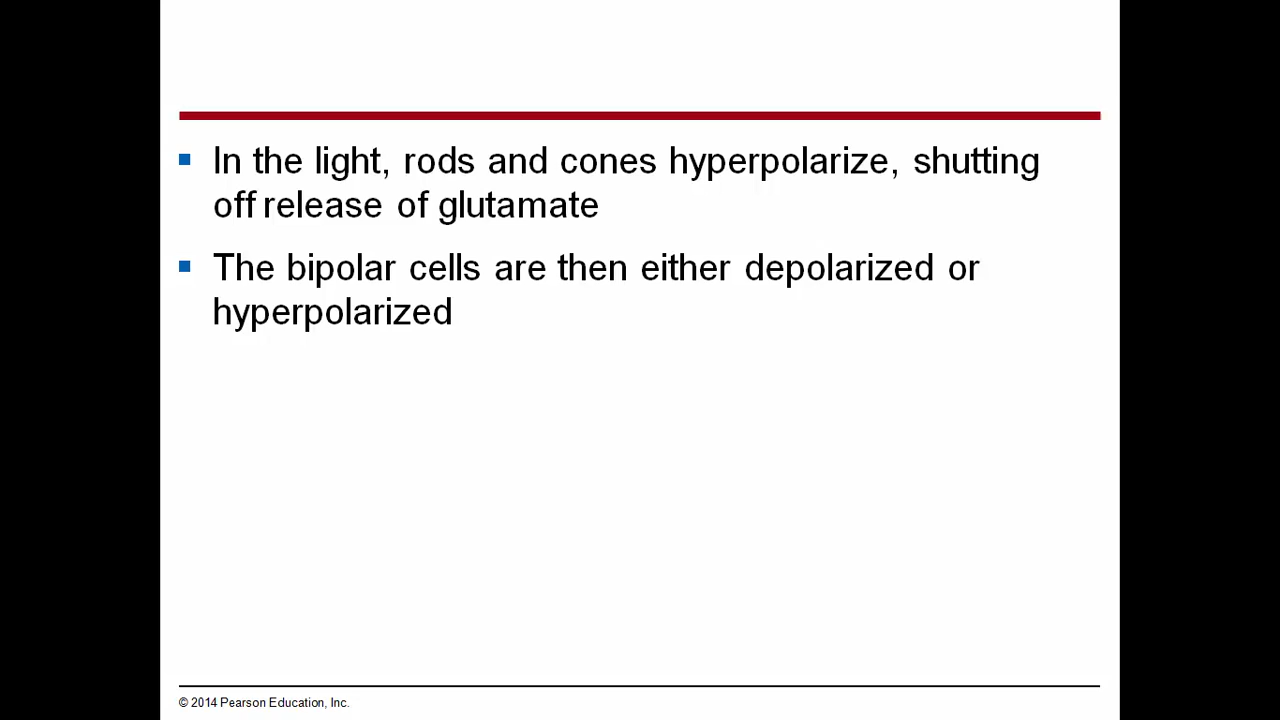 In the light, rods and cones hyperpolarize, shutting
off release of glutamate
The bipolar cells are then either depolarized or
hyperpolarized
© 2014 Pearson Education, Inc.